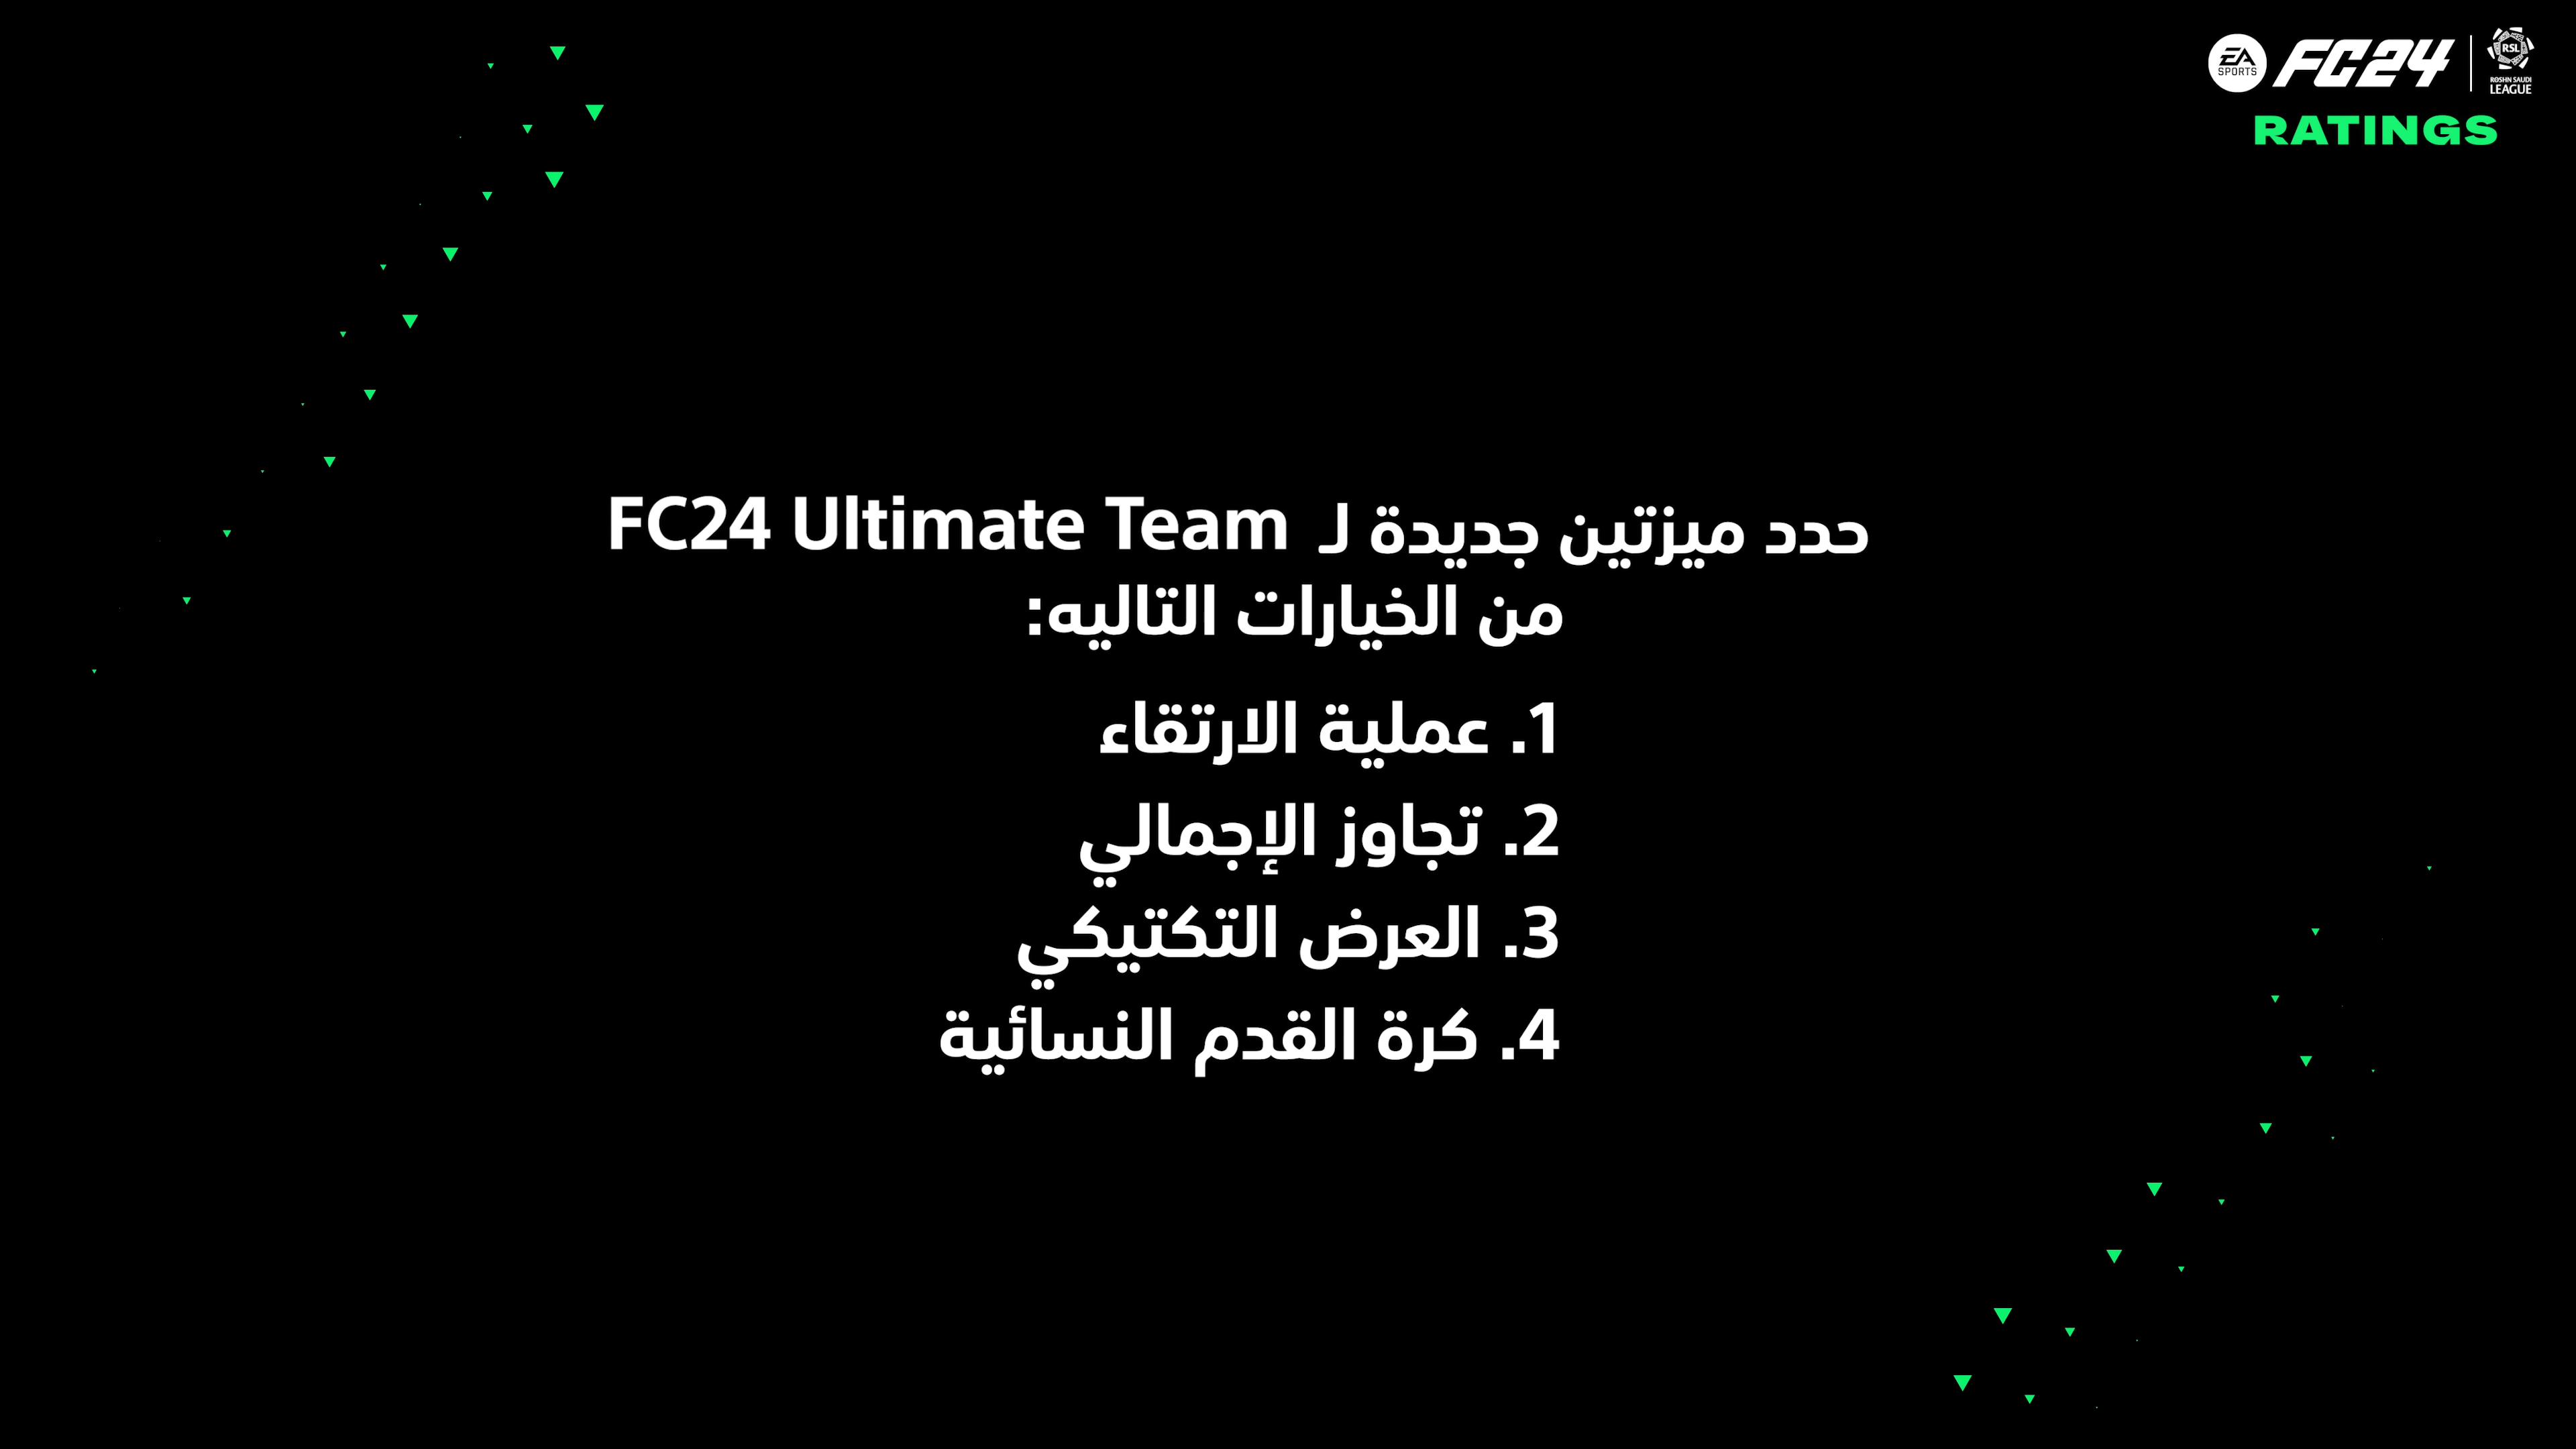 EA SPORTS FC24 | RSL ROSHN SAUDI LEAGUE
RATINGS
حدد ميزتين جديدة لـ FC24 Ultimate Team
من الخيارات التاليه:
1. عملية الارتقاء
2. تجاوز الإجمالي
3. العرض التكتيكي
4. كرة القدم النسائية